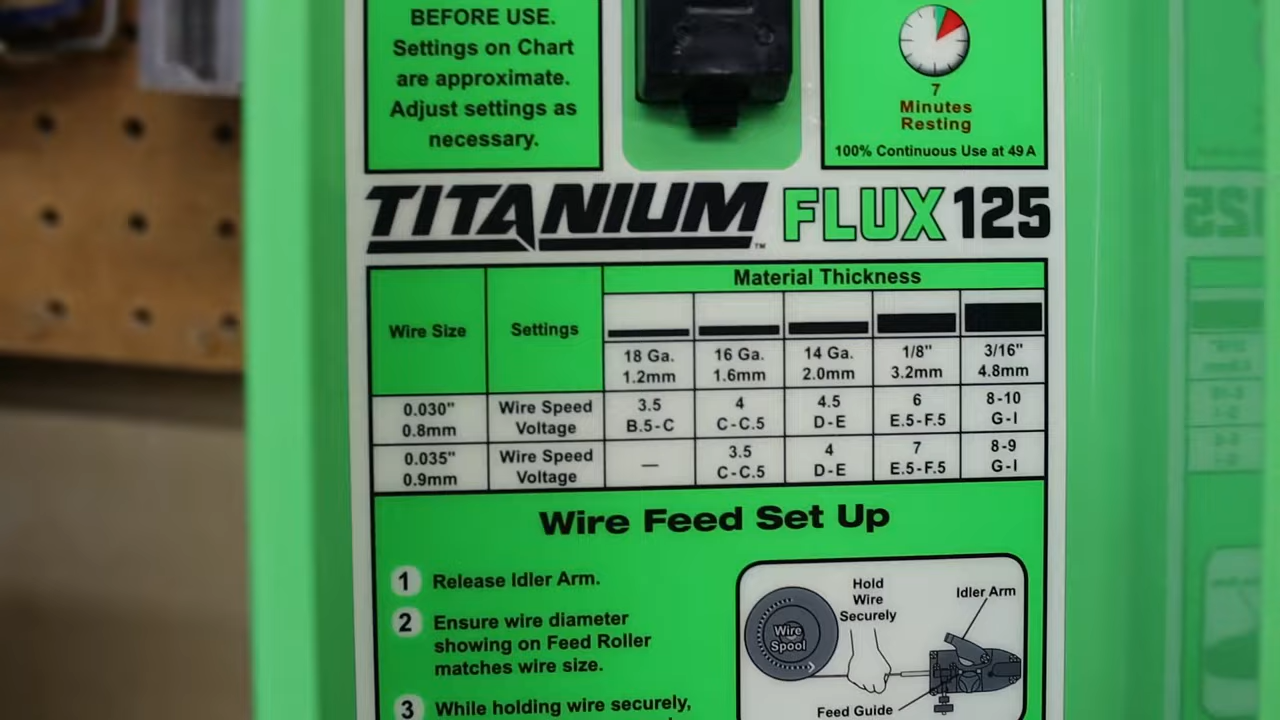 BEFORE USE.
Settings on Chart
are approximate.
Adjust settings as
necessary.
7
Minutes
Resting
100% Continuous Use at 49A
TITANIUM™ FLUX 125
Material Thickness
Wire Size Settings
18 Ga. 16 Ga. 14 Ga. 1/8" 3/16"
1.2mm 1.6mm 2.0mm 3.2mm 4.8mm
0.030" Wire Speed 3.5 4 4.5 6 8-10
0.8mm Voltage B.5-C C-C.5 D-E E.5-F.5 G-I
0.035" Wire Speed — 3.5 4 7 8-9
0.9mm Voltage C-C.5 D-E E.5-F.5 G-I
Wire Feed Set Up
1 Release Idler Arm.
2 Ensure wire diameter
showing on Feed Roller
matches wire size.
3 While holding wire securely,
Hold
Wire
Securely
Idler Arm
Wire
Spool
Feed Guide